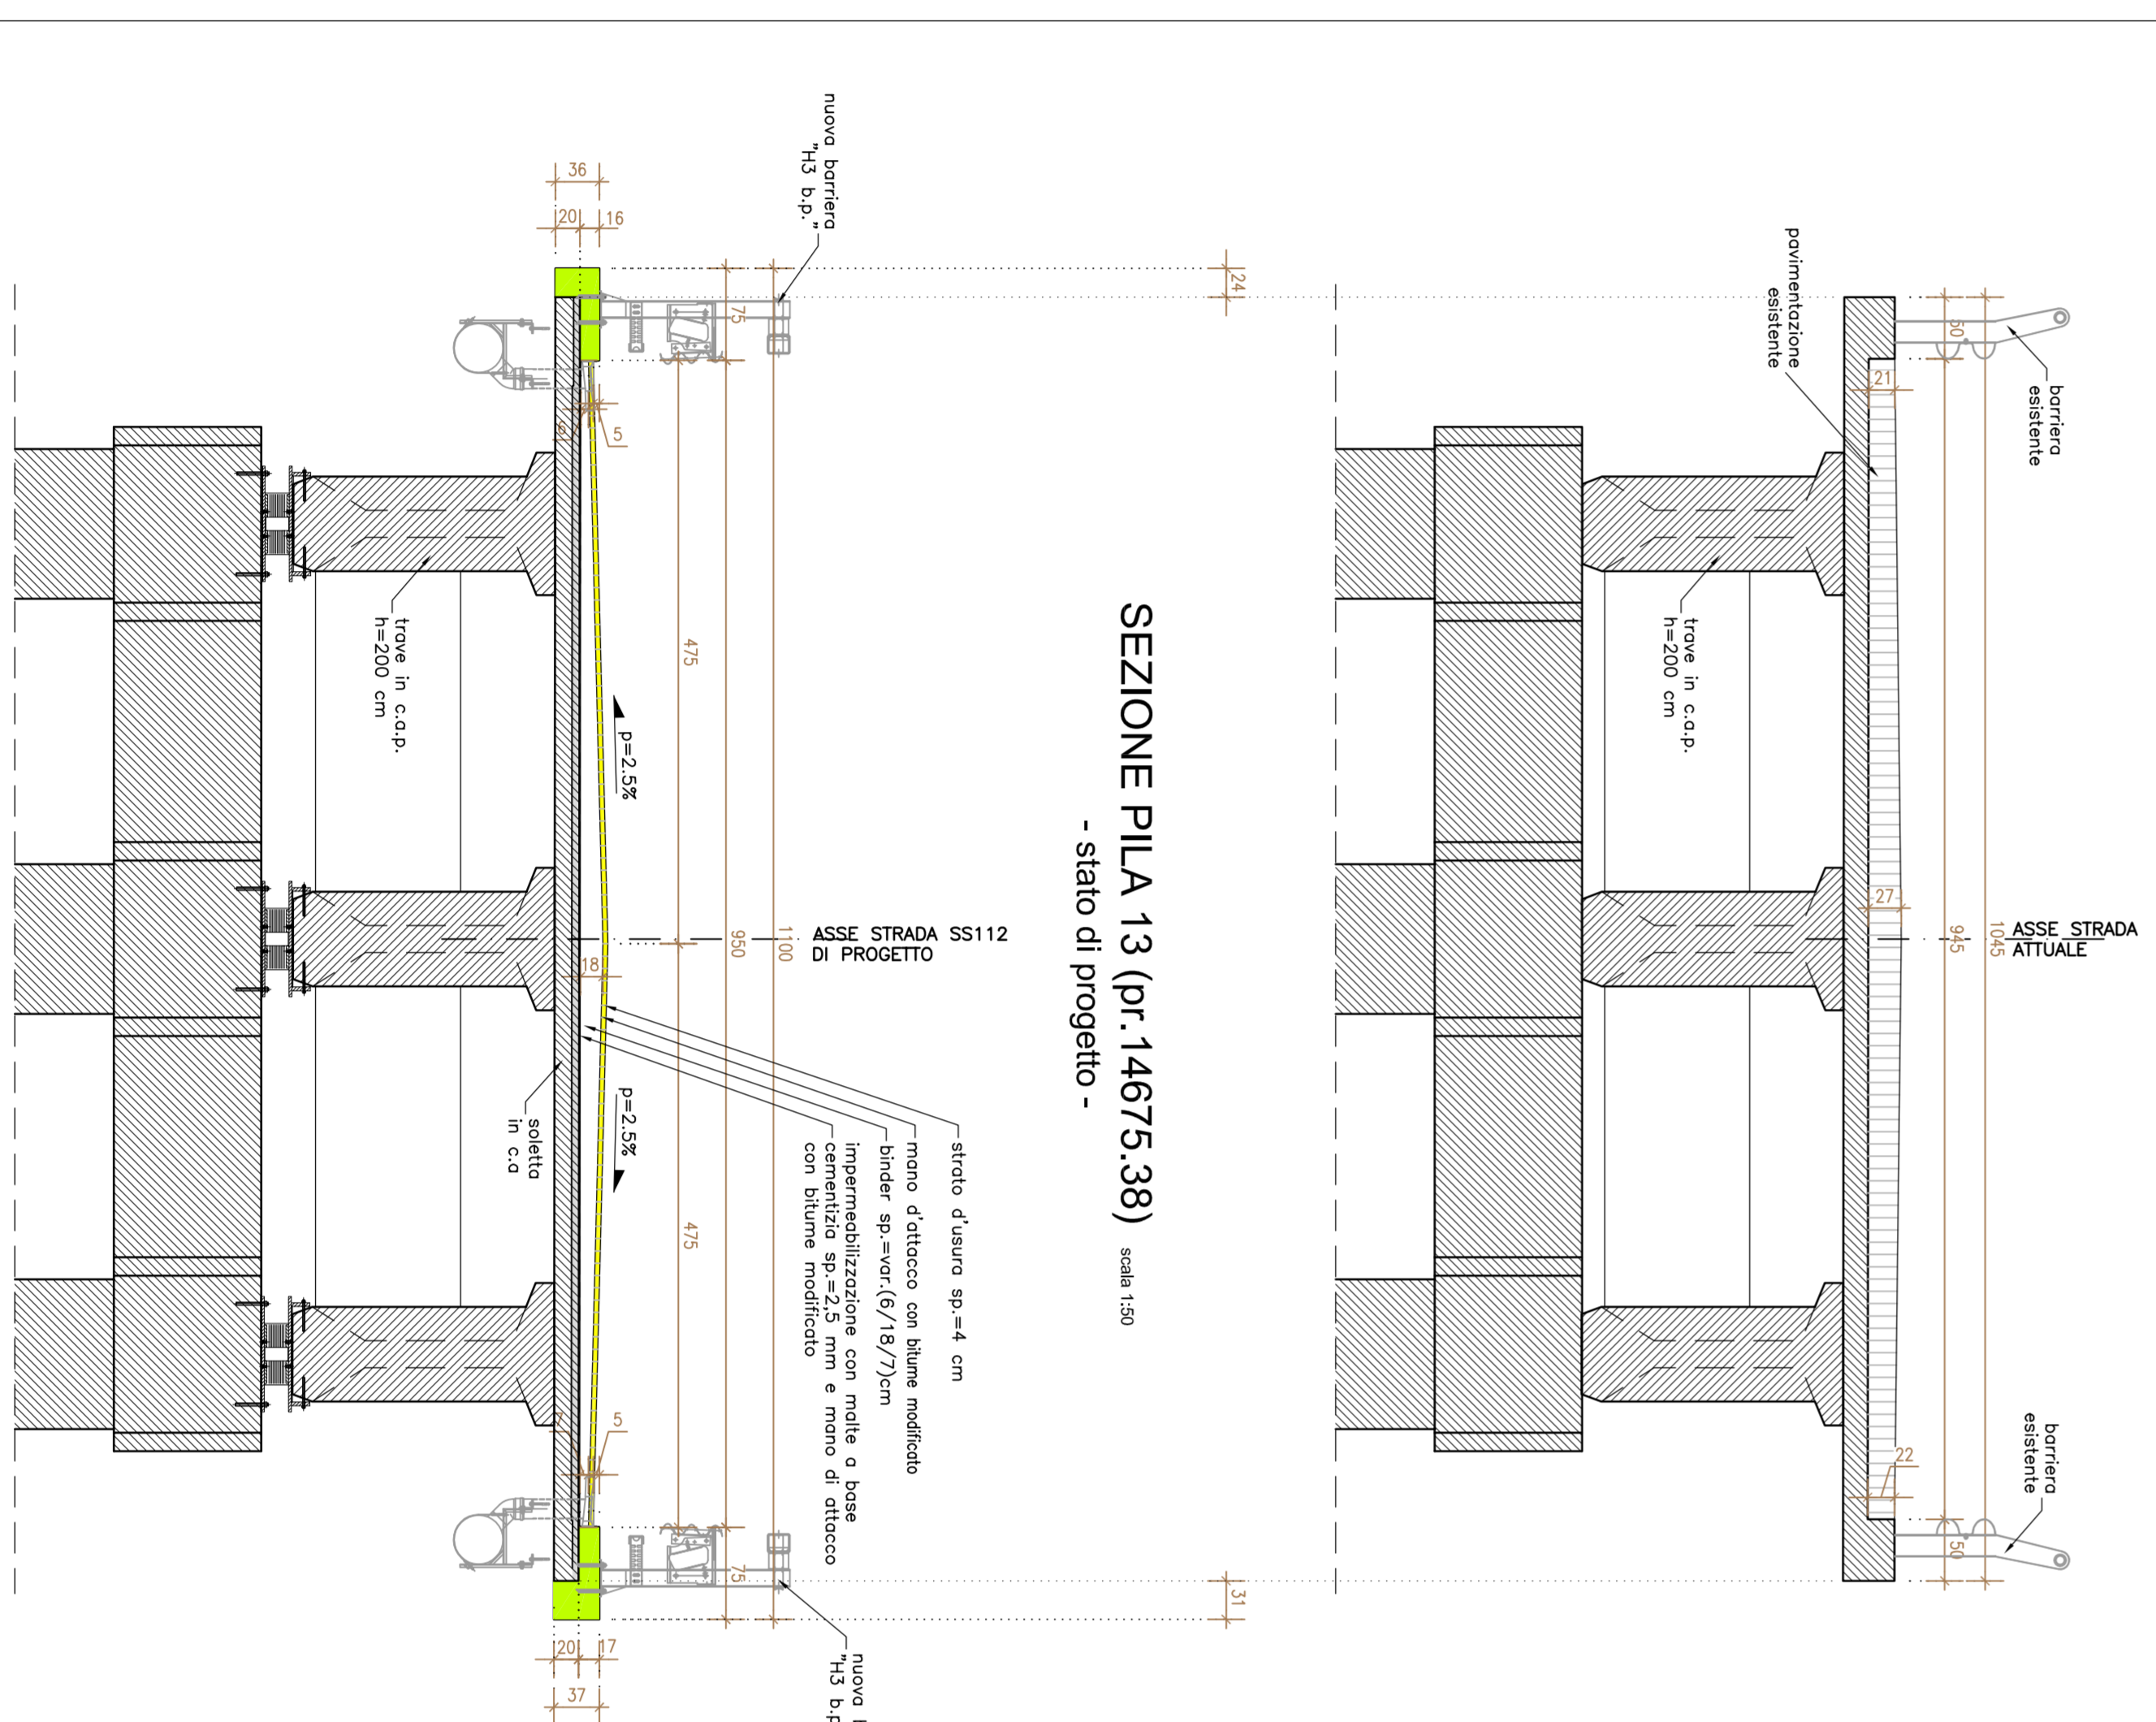 barriera
esistente
pavimentazione
esistente
50
50
21
27
22
945
1045
ASSE STRADA
ATTUALE
trave in c.a.p.
h=200 cm
barriera
esistente
SEZIONE PILA 13 (pr.14675.38) scala 1:50
- stato di progetto -
24
31
nuova barriera
"H3 b.p."
36
20
16
75
75
1100
950
475
475
ASSE STRADA SS112
DI PROGETTO
p=2.5%
p=2.5%
18
6
5
7
5
strato d'usura sp.=4 cm
mano d'attacco con bitume modificato
binder sp.=var.(6/18/7)cm
impermeabilizzazione con malte a base
cementizia sp.=2,5 mm e mano di attacco
con bitume modificato
soletta
in c.a
trave in c.a.p.
h=200 cm
nuova
"H3 b.p
20
17
37